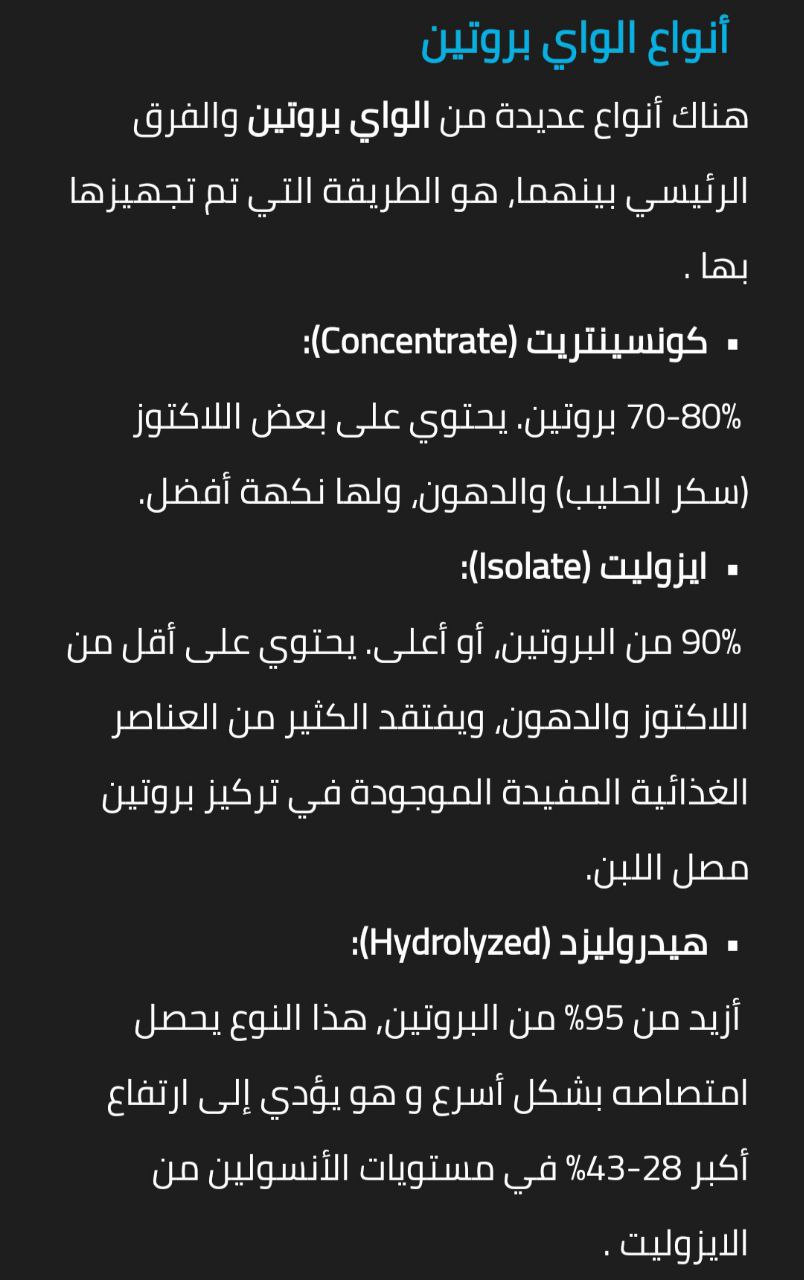 أنواع الواي بروتين
هناك أنواع عديدة من الواي بروتين والفرق
الرئيسي بينهما, هو الطريقة التي تم تجهيزها
بها .
▪ كونسينتريت (Concentrate):
70-80% بروتين. يحتوي على بعض اللاكتوز
(سكر الحليب) والدهون, ولها نكهة أفضل.
▪ ايزوليت (Isolate):
90% من البروتين, أو أعلى. يحتوي على أقل من
اللاكتوز والدهون, ويفتقد الكثير من العناصر
الغذائية المفيدة الموجودة في تركيز بروتين
مصل اللبن.
▪ هيدروليزد (Hydrolyzed):
أزيد من 95% من البروتين, هذا النوع يحصل
امتصاصه بشكل أسرع و هو يؤدي إلى ارتفاع
أكبر 28-43% في مستويات الأنسولين من
الايزوليت .